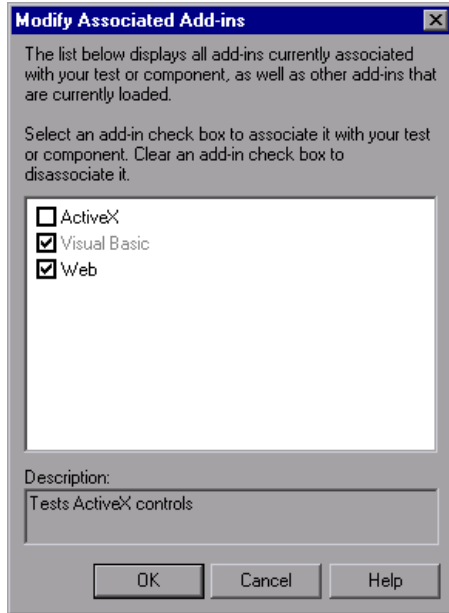 Modify Associated Add-ins
The list below displays all add-ins currently associated
with your test or component, as well as other add-ins that
are currently loaded.
Select an add-in check box to associate it with your test
or component. Clear an add-in check box to
disassociate it.
ActiveX
Visual Basic
Web
Description:
Tests ActiveX controls
OK Cancel Help